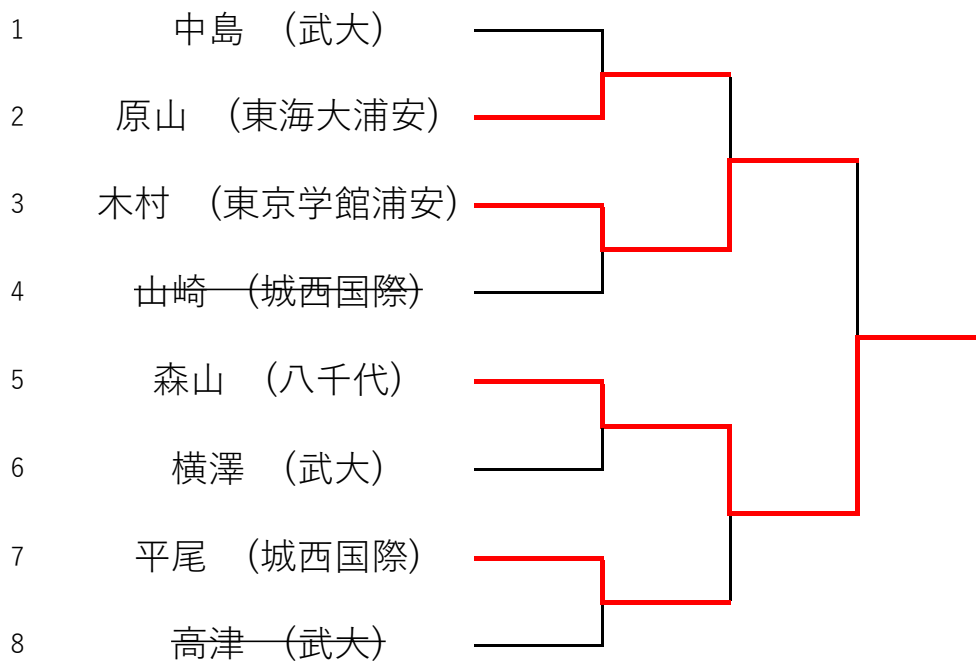 1 中島　(武大)
2 原山　(東海大浦安)
3 木村　(東京学館浦安)
4 山崎　(城西国際)
5 森山　(八千代)
6 横澤　(武大)
7 平尾　(城西国際)
8 高津　(武大)